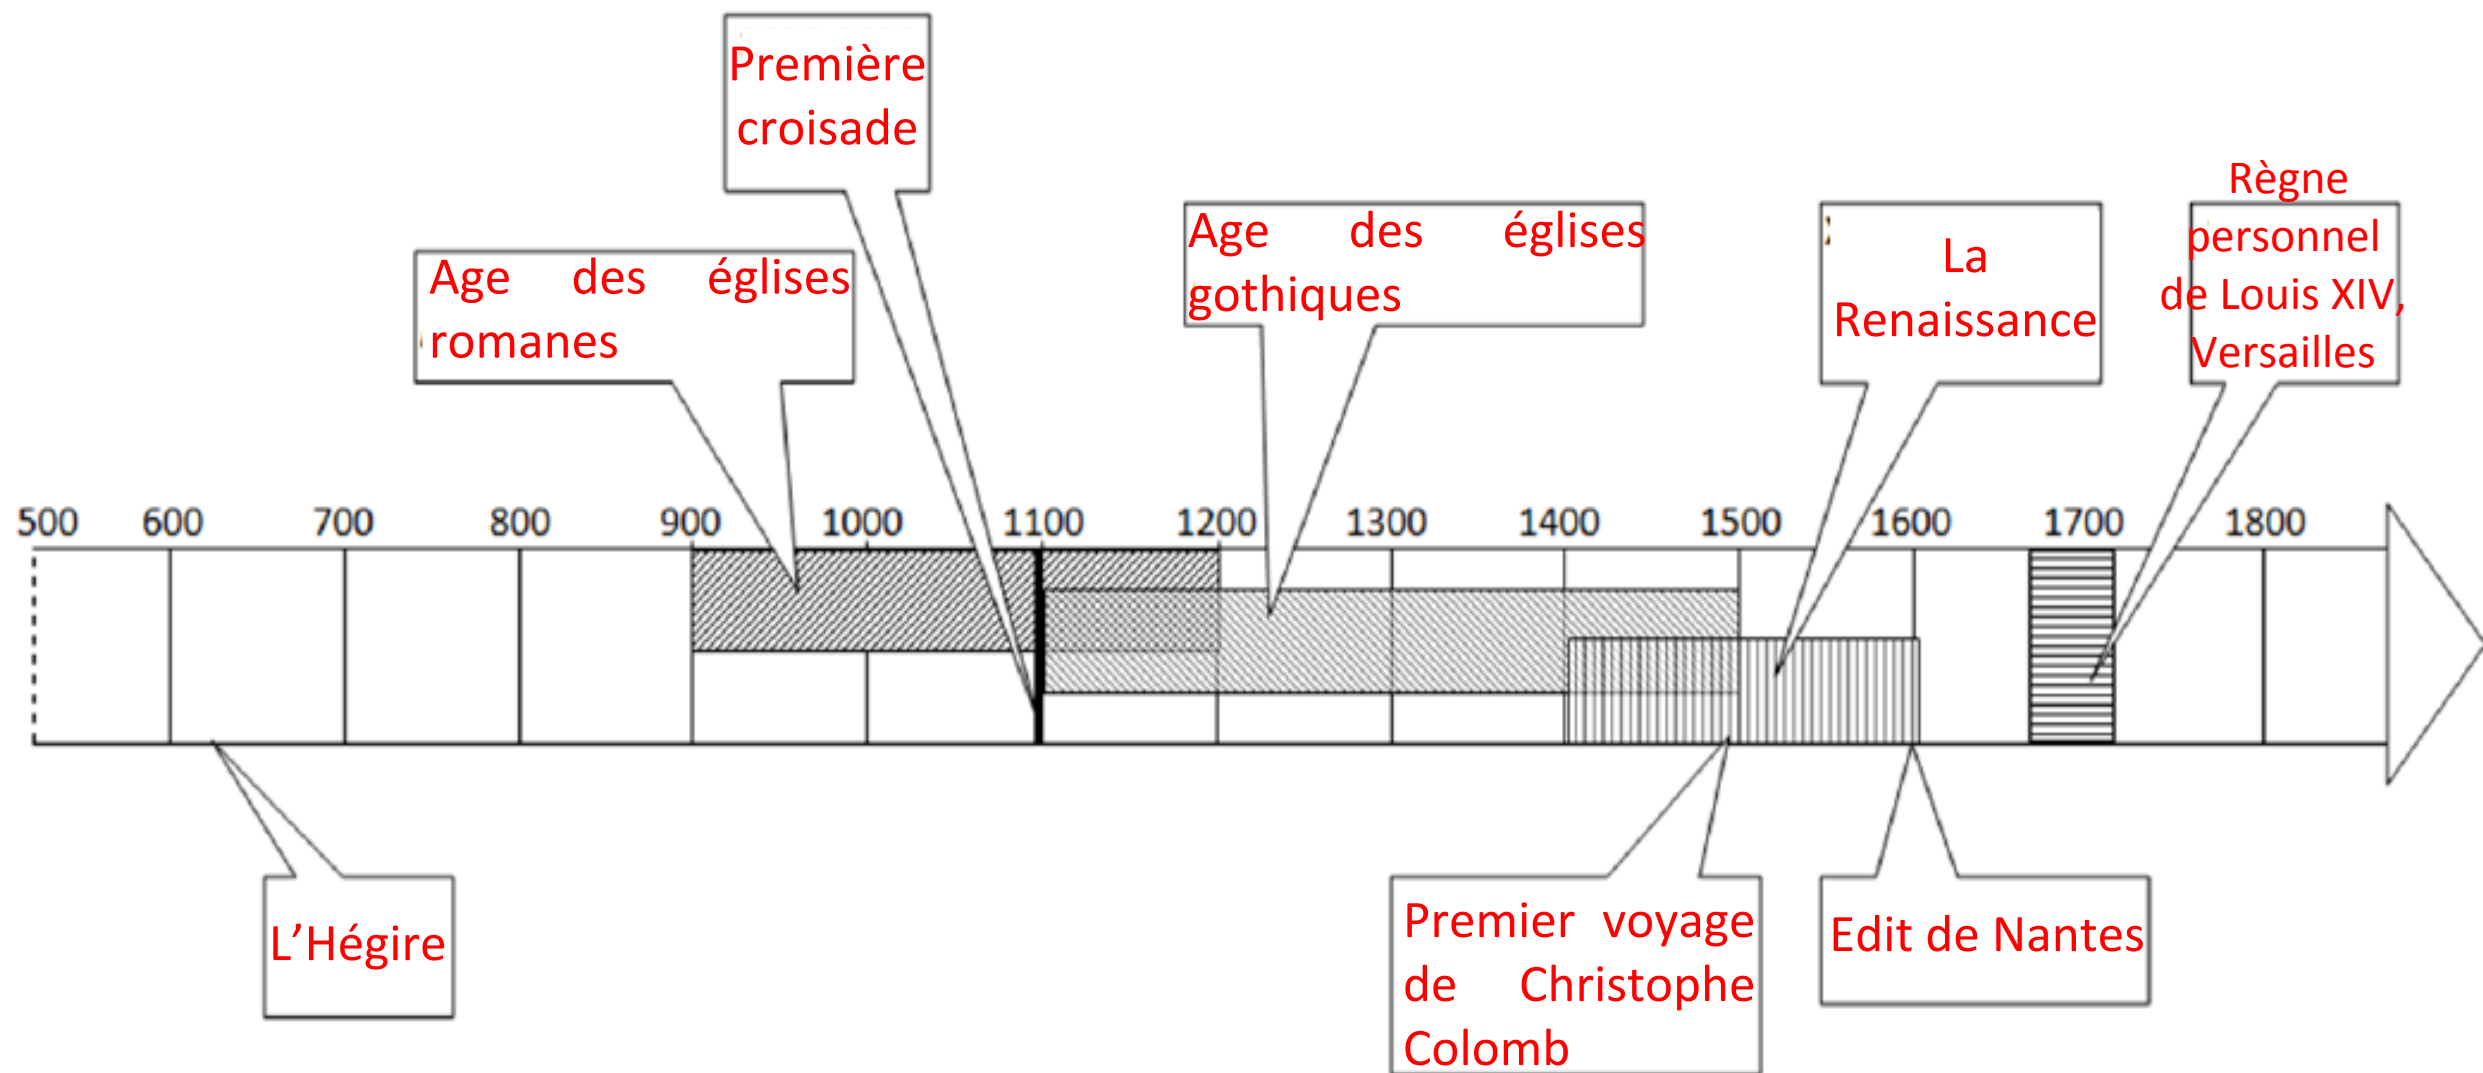 Première
croisade
Age des églises
romanes
Age des églises
gothiques
La
Renaissance
Règne
personnel
de Louis XIV,
Versailles
500 600 700 800 900 1000 1100 1200 1300 1400 1500 1600 1700 1800
L’Hégire
Premier voyage
de Christophe
Colomb
Edit de Nantes